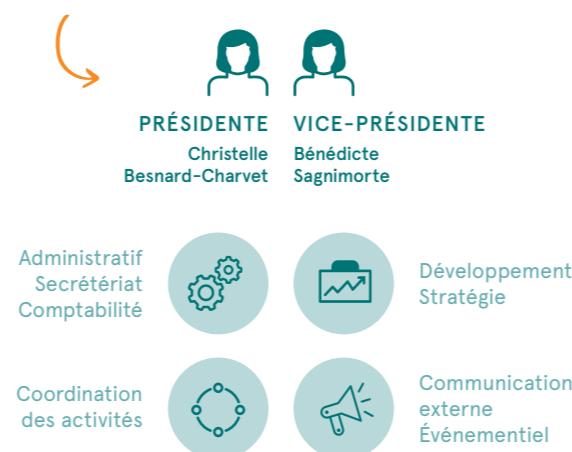 PRÉSIDENTE
Christelle
Besnard-Charvet
VICE-PRÉSIDENTE
Bénédicte
Sagnimorte
Administratif
Secrétériat
Comptabilité
Développement
Stratégie
Coordination
des activités
Communication
externe
Événementiel